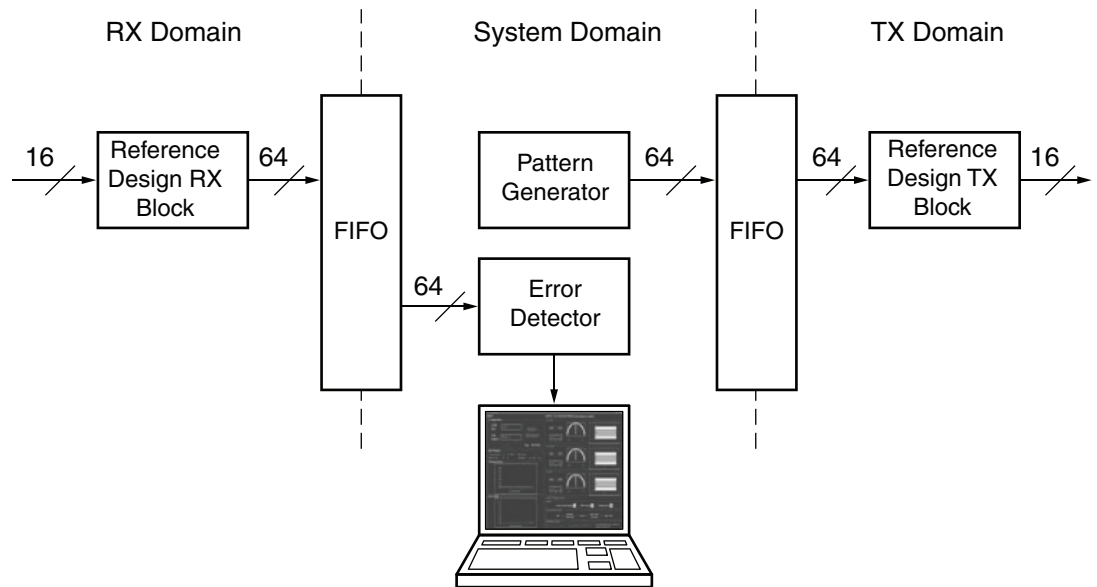 RX Domain
System Domain
TX Domain
16
Reference
Design RX
Block
64
FIFO
64
Error
Detector
Pattern
Generator
64
FIFO
64
Reference
Design TX
Block
16